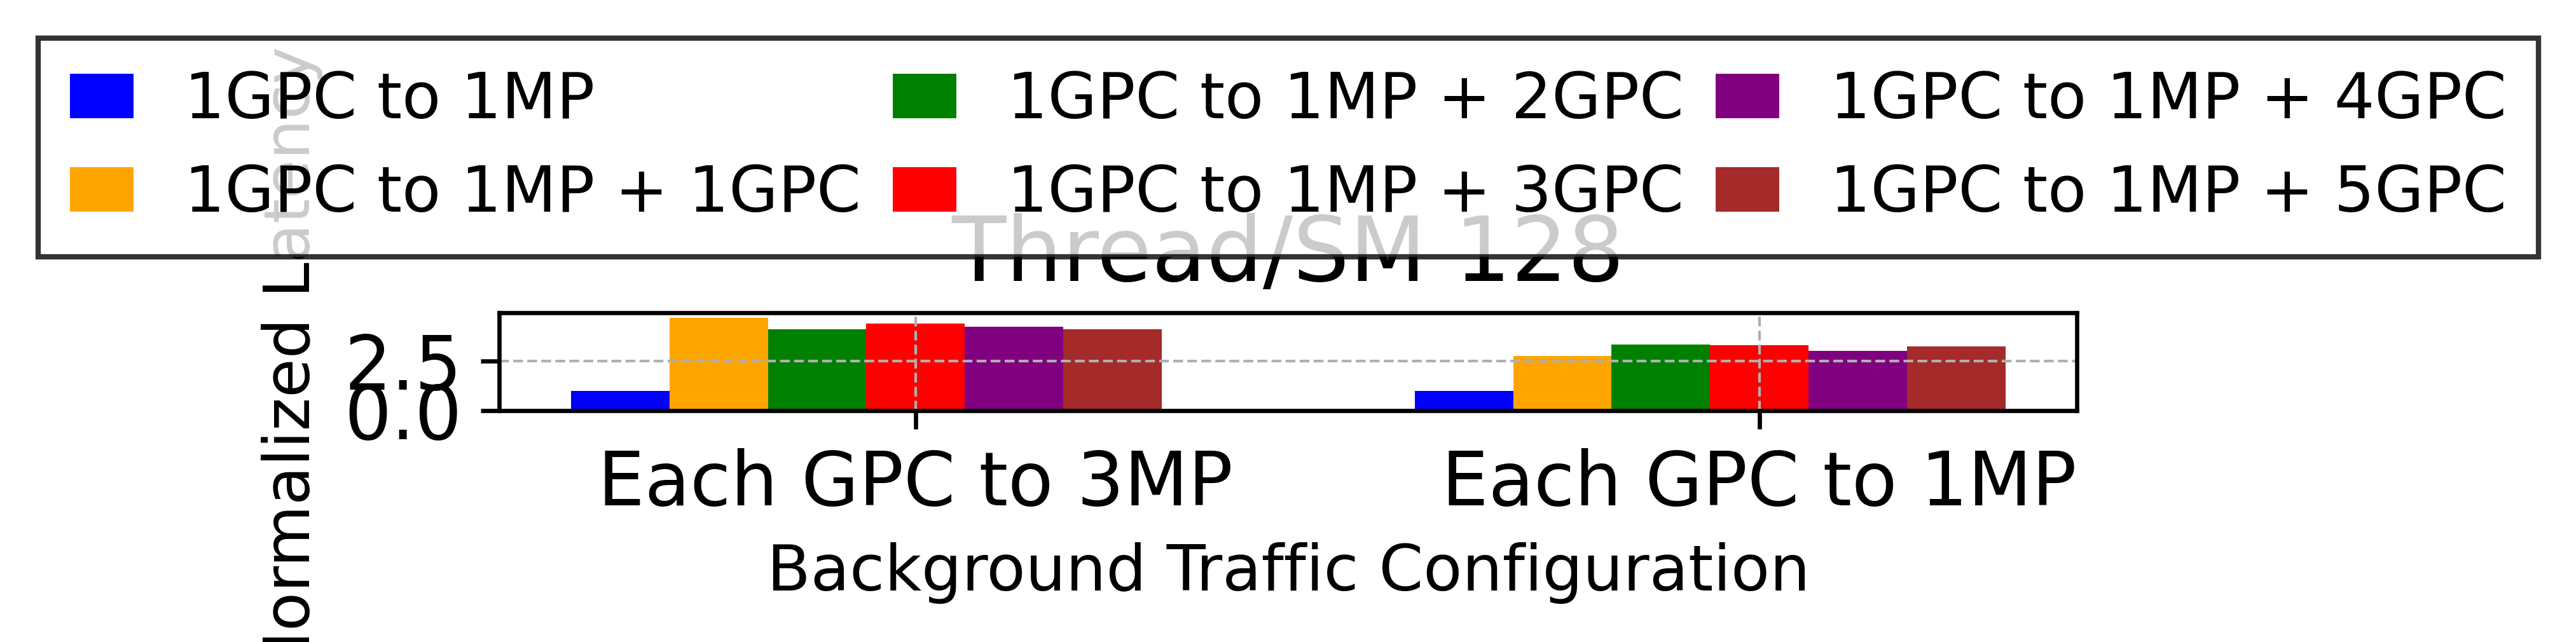 1GPC to 1MP
1GPC to 1MP + 1GPC
1GPC to 1MP + 2GPC
1GPC to 1MP + 3GPC
1GPC to 1MP + 4GPC
1GPC to 1MP + 5GPC
Thread/SM 128
Normalized Latency
2.5
0.0
Each GPC to 3MP
Each GPC to 1MP
Background Traffic Configuration